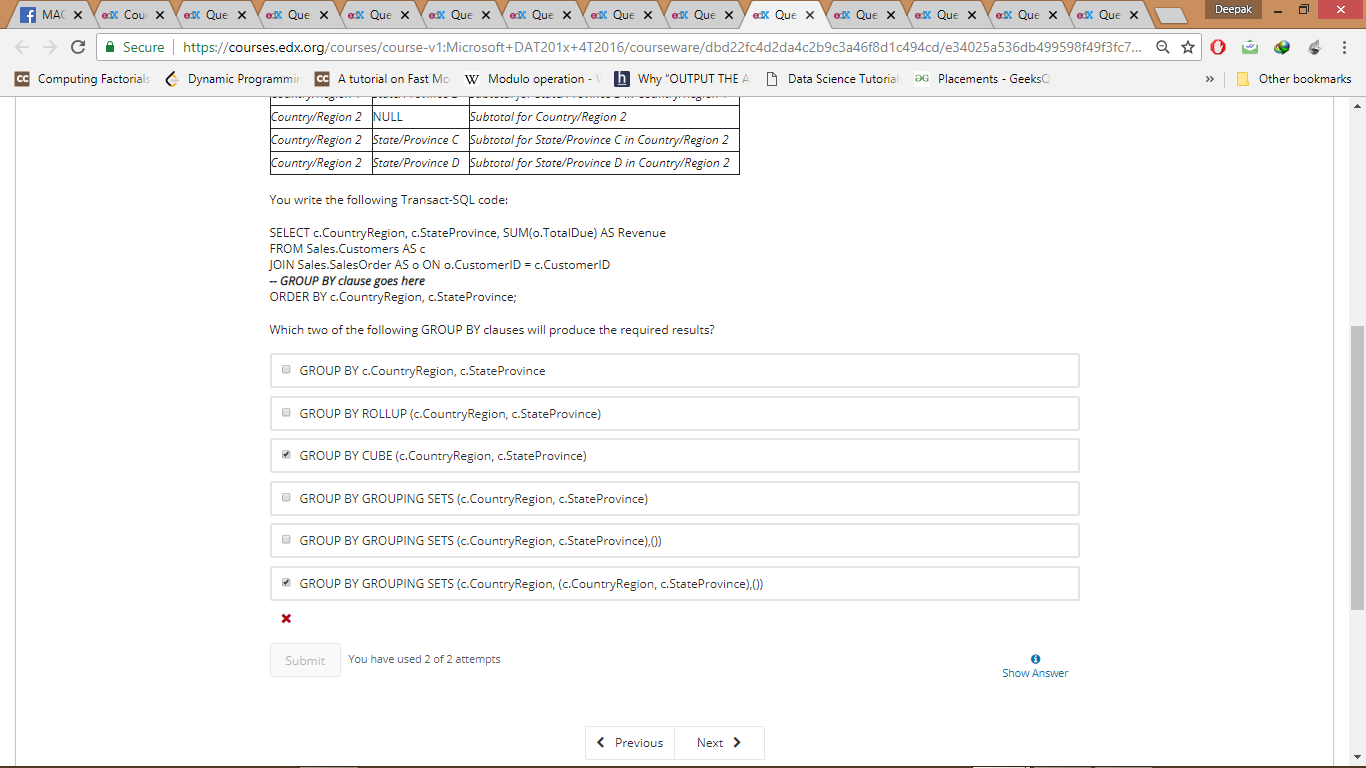 MAC
Cou
Que
Que
Que
Que
Que
Que
Que
Que
Que
Que
Que
Que
Deepak
Secure
https://courses.edx.org/courses/course-v1:Microsoft+DAT201x+4T2016/courseware/dbd22fc4d2da4c2b9c3a46f8d1c494cd/e34025a536db499598f49f3fc7...
CC Computing Factorials
Dynamic Programmin
CC A tutorial on Fast Mo
W Modulo operation - W
h Why "OUTPUT THE A
Data Science Tutorial
Placements - GeeksQ
» Other bookmarks
Country/Region 2 NULL Subtotal for Country/Region 2
Country/Region 2 State/Province C Subtotal for State/Province C in Country/Region 2
Country/Region 2 State/Province D Subtotal for State/Province D in Country/Region 2
You write the following Transact-SQL code:
SELECT c.CountryRegion, c.StateProvince, SUM(o.TotalDue) AS Revenue
FROM Sales.Customers AS c
JOIN Sales.SalesOrder AS o ON o.CustomerID = c.CustomerID
-- GROUP BY clause goes here
ORDER BY c.CountryRegion, c.StateProvince;
Which two of the following GROUP BY clauses will produce the required results?
GROUP BY c.CountryRegion, c.StateProvince
GROUP BY ROLLUP (c.CountryRegion, c.StateProvince)
GROUP BY CUBE (c.CountryRegion, c.StateProvince)
GROUP BY GROUPING SETS (c.CountryRegion, c.StateProvince)
GROUP BY GROUPING SETS (c.CountryRegion, c.StateProvince),())
GROUP BY GROUPING SETS (c.CountryRegion, (c.CountryRegion, c.StateProvince),())
Submit
You have used 2 of 2 attempts
Show Answer
Previous
Next